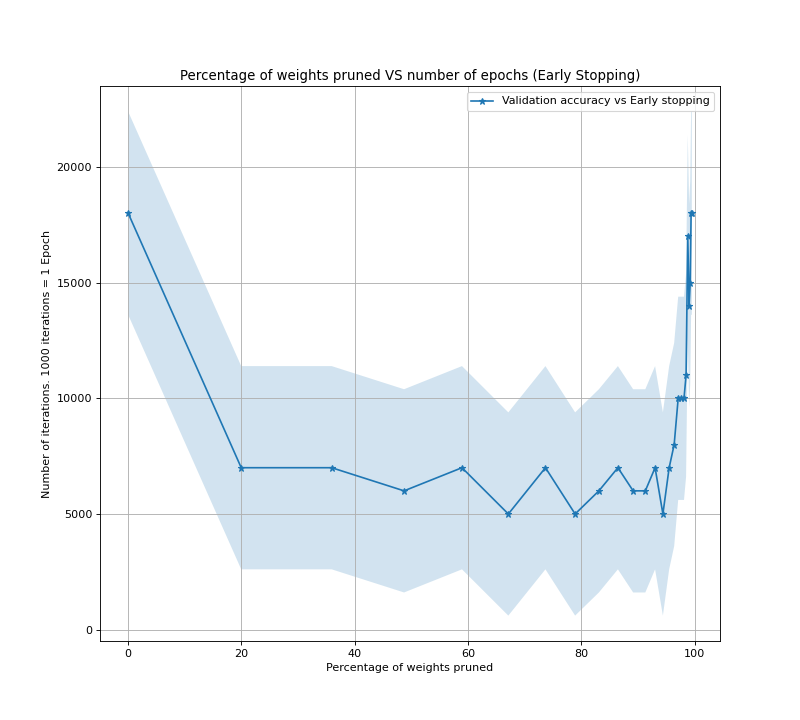 Percentage of weights pruned VS number of epochs (Early Stopping)
Validation accuracy vs Early stopping
Number of iterations. 1000 iterations = 1 Epoch
20000
15000
10000
5000
0
0 20 40 60 80 100
Percentage of weights pruned